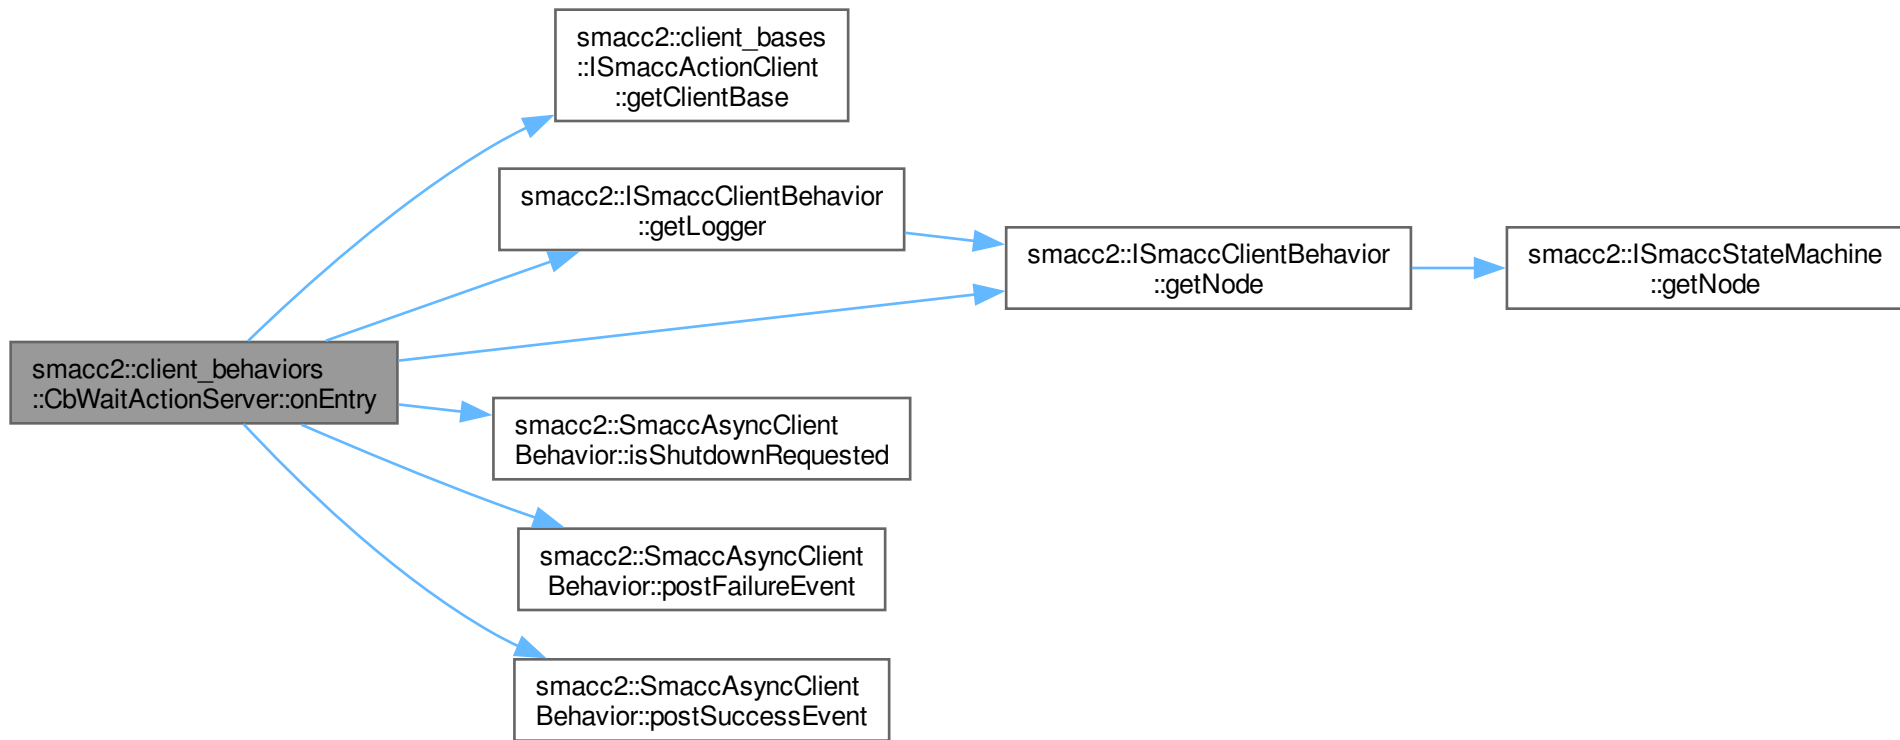 smacc2::client_bases
::ISmaccActionClient
::getClientBase
smacc2::ISmaccClientBehavior
::getLogger
smacc2::ISmaccClientBehavior
::getNode
smacc2::ISmaccStateMachine
::getNode
smacc2::client_behaviors
::CbWaitActionServer::onEntry
smacc2::SmaccAsyncClient
Behavior::isShutdownRequested
smacc2::SmaccAsyncClient
Behavior::postFailureEvent
smacc2::SmaccAsyncClient
Behavior::postSuccessEvent